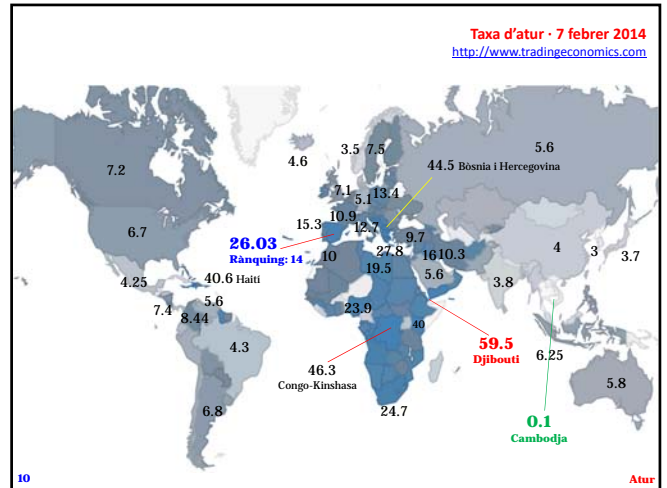 Taxa d'atur · 7 febrer 2014
http://www.tradingeconomics.com
3.5 7.5 5.6
4.6
44.5 Bòsnia i Hercegovina
7.2
7.1 13.4
5.1
10.9
15.3 12.7
6.7
26.03
Rànquing: 14
9.7
27.8
10 16 10.3
4 3 3.7
19.5
4.25 40.6 Haití
5.6
3.8
5.6
7.4
8.44
23.9
40
4.3
59.5
Djibouti
46.3
Congo-Kinshasa
6.25
5.8
6.8 24.7
0.1
Cambodja
10 Atur